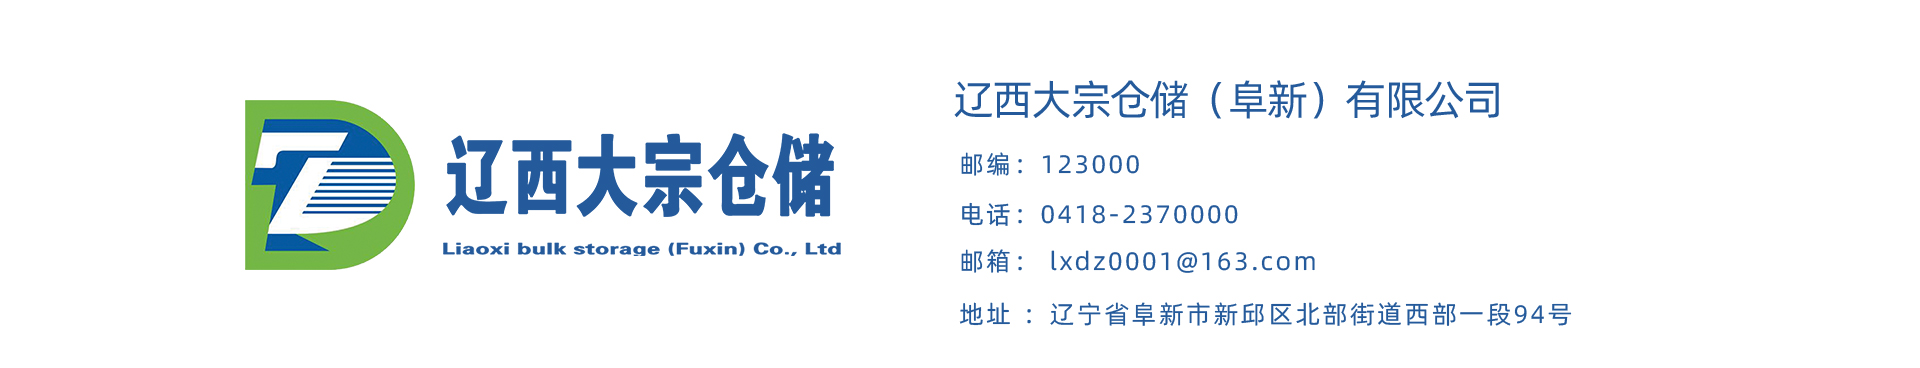 辽西大宗仓储
Liaoxi bulk storage (Fuxin) Co., Ltd
辽西大宗仓储（阜新）有限公司
邮编：123000
电话：0418-2370000
邮箱： lxdz0001@163.com
地址 ：辽宁省阜新市新邱区北部街道西部一段94号